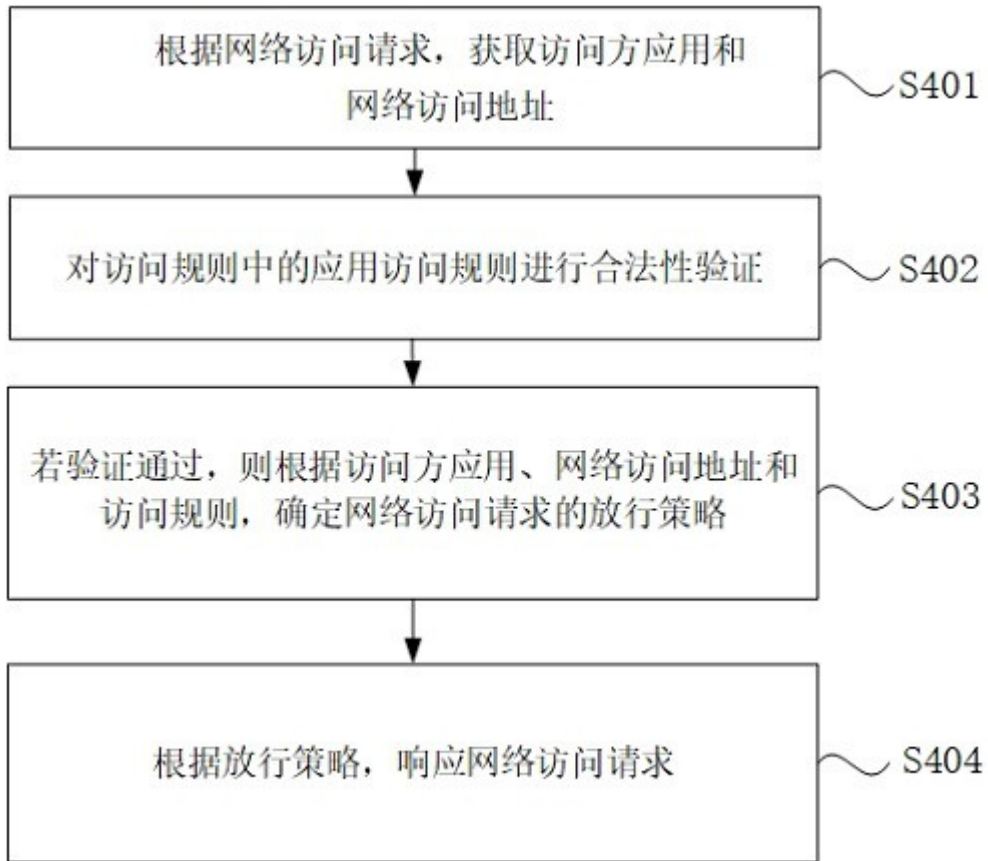 根据网络访问请求，获取访问方应用和
网络访问地址
S401
对访问规则中的应用访问规则进行合法性验证
S402
若验证通过，则根据访问方应用、网络访问地址和
访问规则，确定网络访问请求的放行策略
S403
根据放行策略，响应网络访问请求
S404